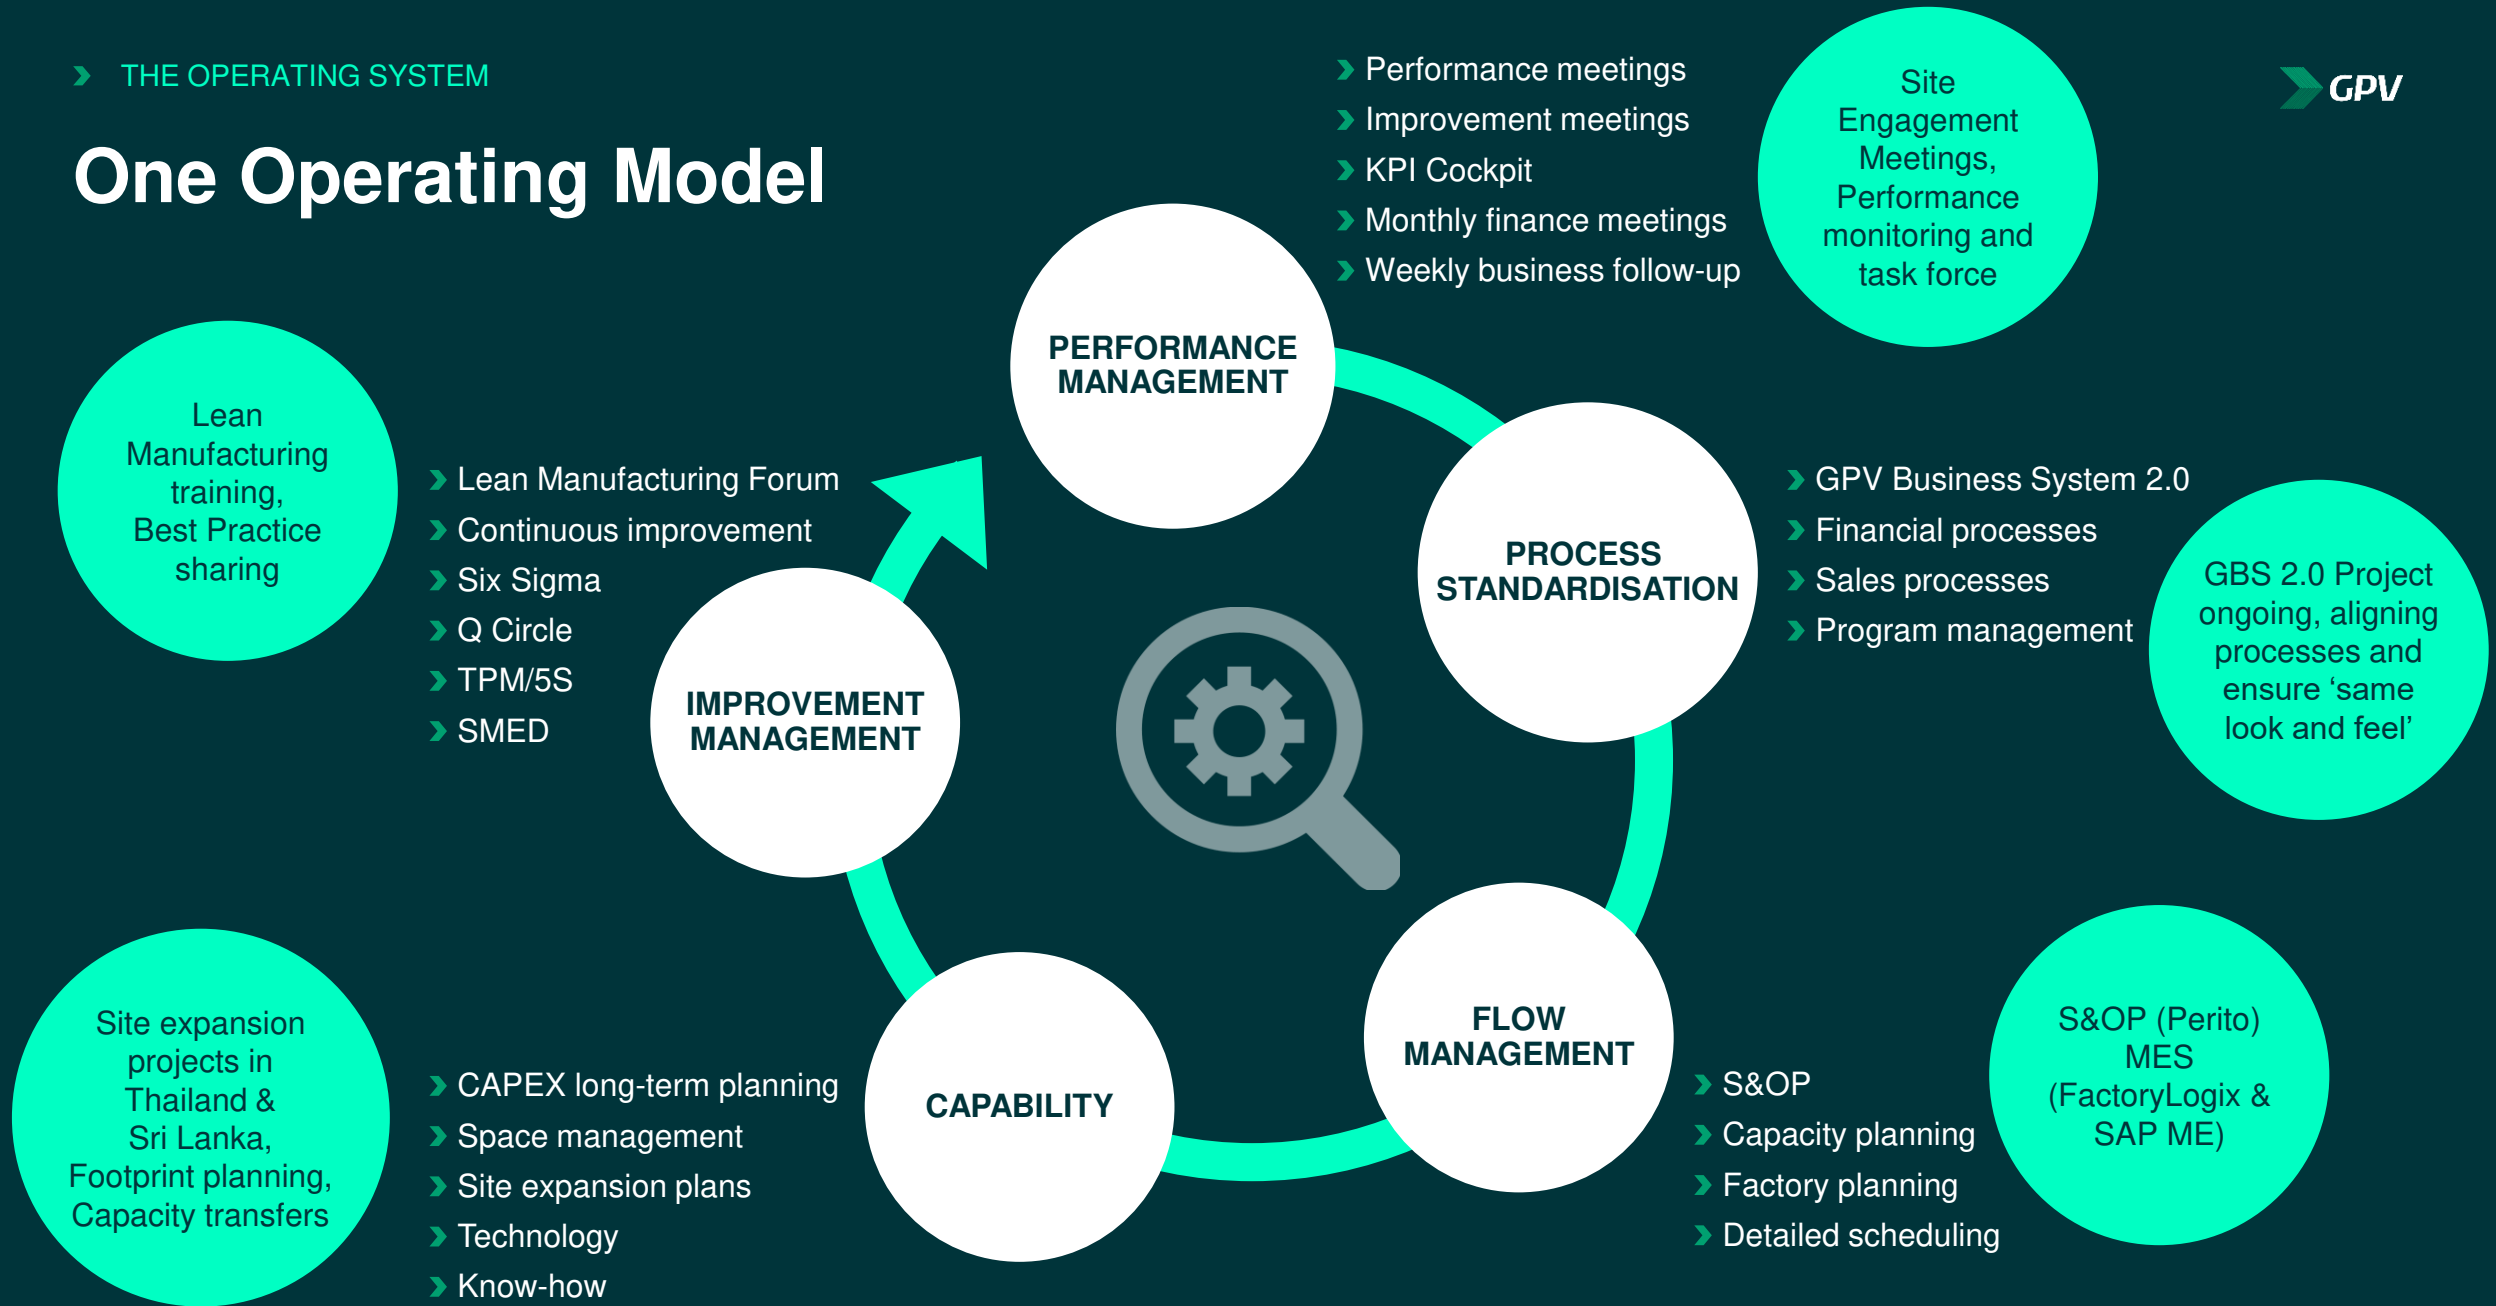 THE OPERATING SYSTEM
One Operating Model
GPV
PERFORMANCE
MANAGEMENT
Performance meetings
Improvement meetings
KPI Cockpit
Monthly finance meetings
Weekly business follow-up
Site
Engagement
Meetings,
Performance
monitoring and
task force
PROCESS
STANDARDISATION
GPV Business System 2.0
Financial processes
Sales processes
Program management
GBS 2.0 Project
ongoing, aligning
processes and
ensure ‘same
look and feel’
FLOW
MANAGEMENT
S&OP
Capacity planning
Factory planning
Detailed scheduling
S&OP (Perito)
MES
(FactoryLogix &
SAP ME)
CAPABILITY
CAPEX long-term planning
Space management
Site expansion plans
Technology
Know-how
Site expansion
projects in
Thailand &
Sri Lanka,
Footprint planning,
Capacity transfers
IMPROVEMENT
MANAGEMENT
Lean Manufacturing Forum
Continuous improvement
Six Sigma
Q Circle
TPM/5S
SMED
Lean
Manufacturing
training,
Best Practice
sharing